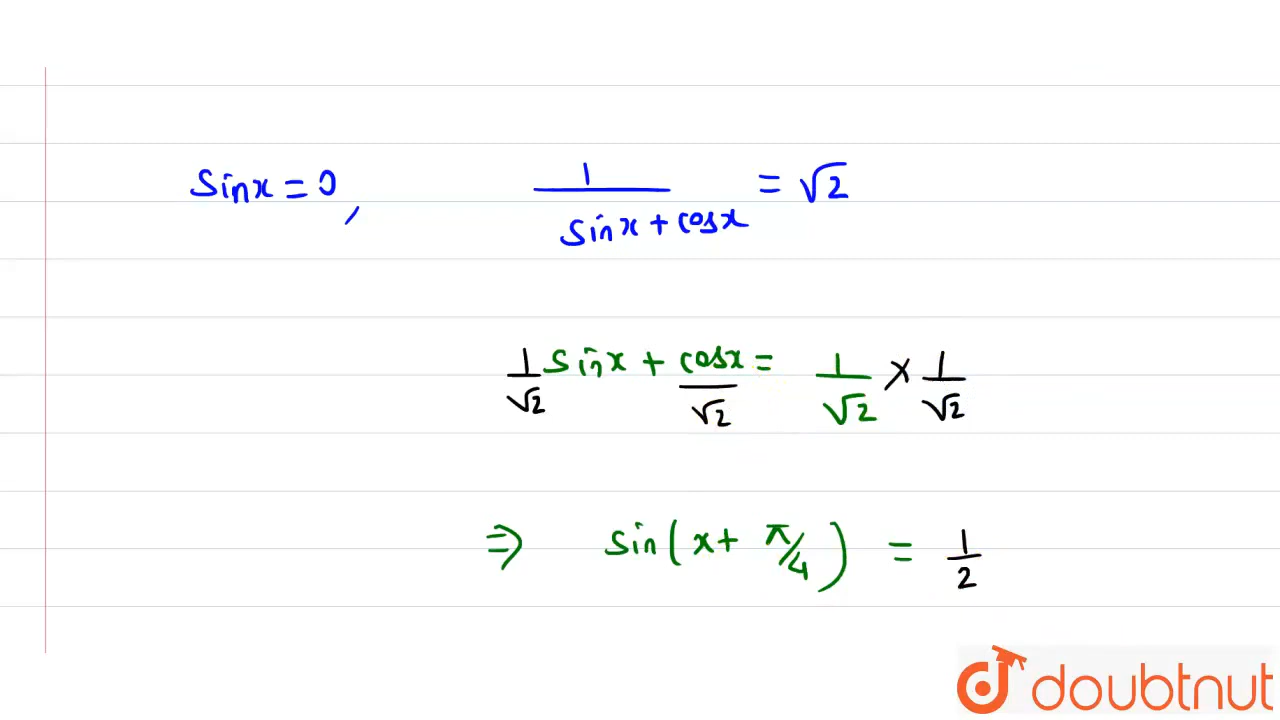 sinx = 0, 1/(sinx + cosx) = √2
1/√2 sinx + cosx/√2 = 1/√2 × 1/√2
⇒ sin(x + π/4) = 1/2
doubtnut